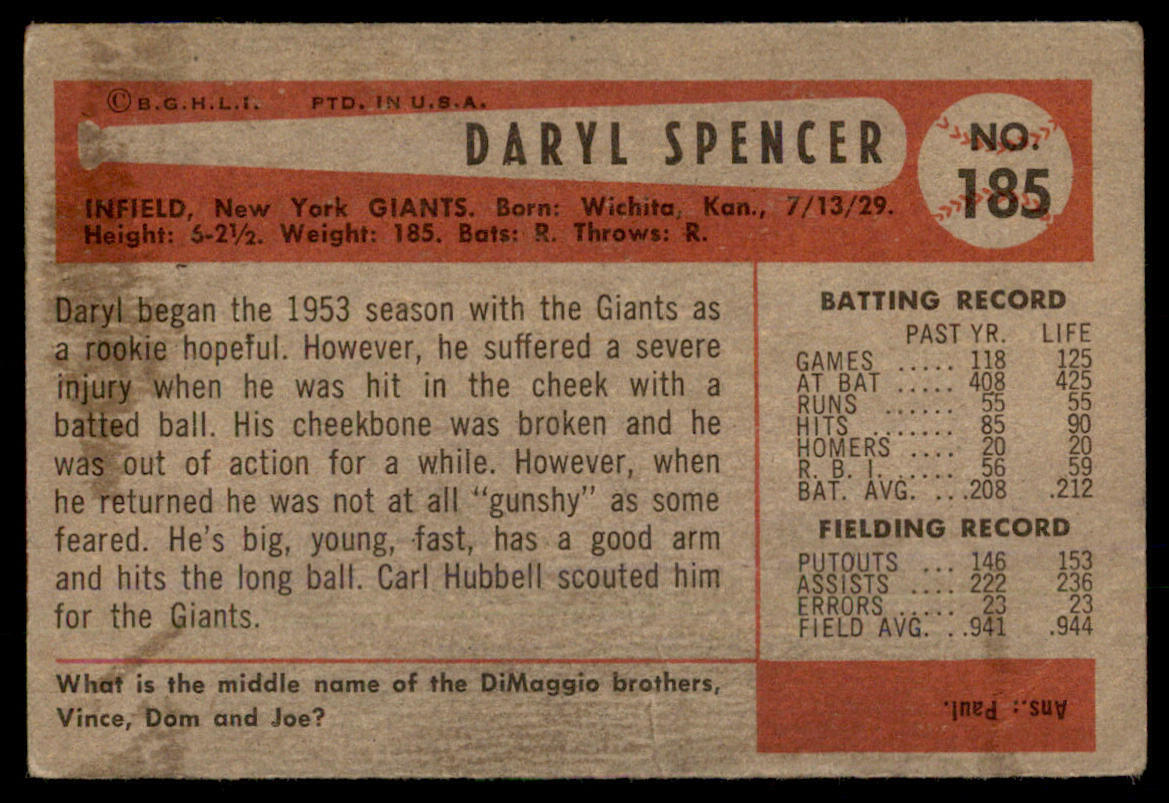 © B.G.H.L.I. PTD. IN U.S.A.
DARYL SPENCER
NO.
185
INFIELD, New York GIANTS. Born: Wichita, Kan., 7/13/29.
Height: 6-2½. Weight: 185. Bats: R. Throws: R.
Daryl began the 1953 season with the Giants as
a rookie hopeful. However, he suffered a severe
injury when he was hit in the cheek with a
batted ball. His cheekbone was broken and he
was out of action for a while. However, when
he returned he was not at all "gunshy" as some
feared. He's big, young, fast, has a good arm
and hits the long ball. Carl Hubbell scouted him
for the Giants.
BATTING RECORD
PAST YR. LIFE
GAMES ..... 118 125
AT BAT ..... 408 425
RUNS ...... 55 55
HITS ........ 85 90
HOMERS .... 20 20
R. B. I. ...... 56 59
BAT. AVG. ...208 .212
FIELDING RECORD
PUTOUTS ... 146 153
ASSISTS .... 222 236
ERRORS ..... 23 23
FIELD AVG. ..941 .944
What is the middle name of the DiMaggio brothers,
Vince, Dom and Joe?
Ans.: Paul.